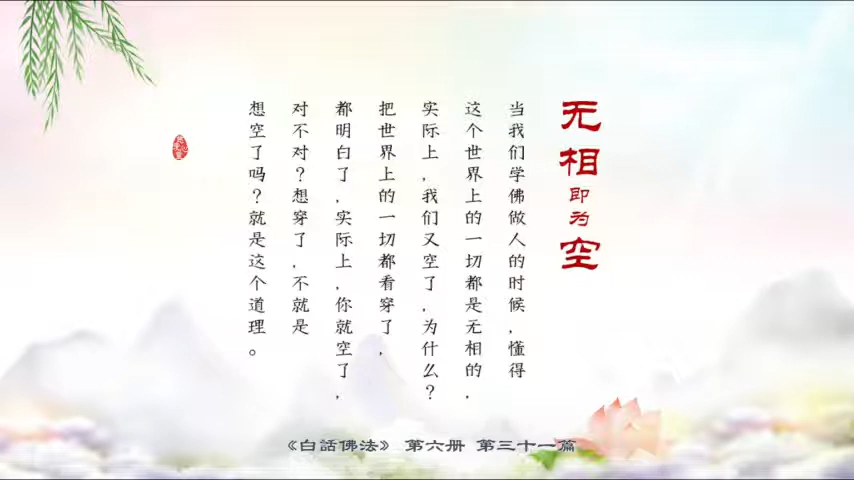 无相即为空
当我们学佛做人的时候，懂得
这个世界上的一切都是无相的，
实际上，我们又空了，为什么？
把世界上的一切都看穿了，
都明白了，实际上，你就空了，
对不对？想穿了，不就是
想空了吗？就是这个道理。
《白話佛法》 第六册 第三十一篇